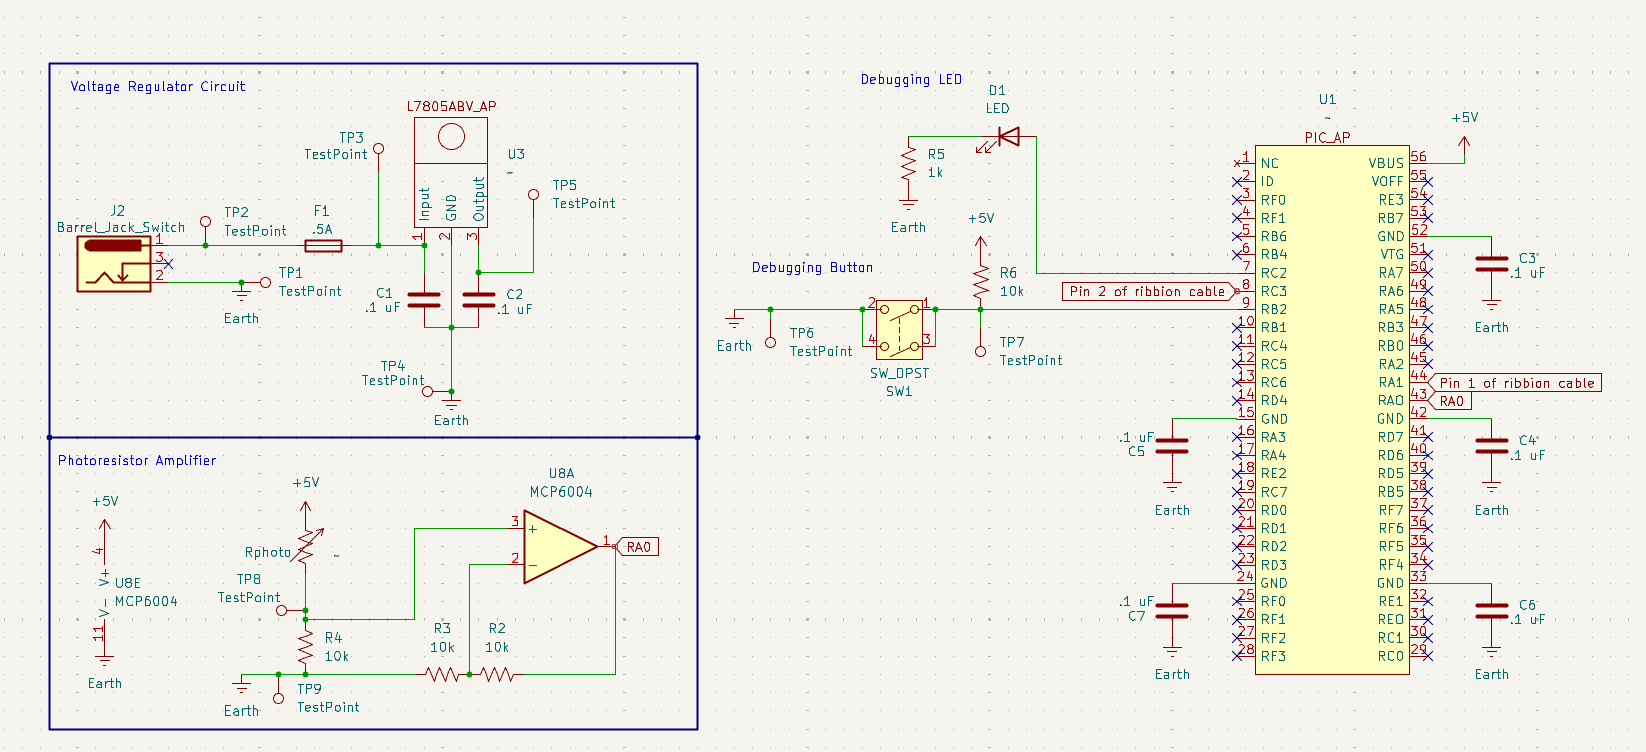 Voltage Regulator Circuit
L7805ABV_AP
U3
~
Input
GND
Output
1
2
3
TP3
TestPoint
TP5
TestPoint
J2
Barrel_Jack_Switch
1
3
2
TP2
TestPoint
F1
.5A
TP1
TestPoint
Earth
C1
.1 uF
C2
.1 uF
TP4
TestPoint
Earth
Photoresistor Amplifier
+5V
4
V+
U8E
MCP6004
V-
11
Earth
+5V
Rphoto
~
TP8
TestPoint
R4
10k
TP9
TestPoint
Earth
R3
10k
R2
10k
U8A
MCP6004
3
+
2
-
1
RA0
Debugging LED
D1
LED
R5
1k
Earth
Debugging Button
+5V
R6
10k
Pin 2 of ribbion cable
Earth
TP6
TestPoint
2
1
4
3
SW_DPST
SW1
TP7
TestPoint
U1
~
PIC_AP
+5V
1 NC VBUS 56
2 ID VOFF 55
3 RF0 RE3 54
4 RF1 RB7 53
5 RB6 GND 52
6 RB4 VTG 51
7 RC2 RA7 50
8 RC3 RA6 49
9 RB2 RA5 48
10 RB1 RB3 47
11 RC4 RB0 46
12 RC5 RA2 45
13 RC6 RA1 44
14 RD4 RA0 43
15 GND GND 42
16 RA3 RD7 41
17 RA4 RD6 40
18 RE2 RD5 39
19 RC7 RB5 38
20 RD0 RF7 37
21 RD1 RF6 36
22 RD2 RF5 35
23 RD3 RF4 34
24 GND GND 33
25 RF0 RE1 32
26 RF1 RE0 31
27 RF2 RC1 30
28 RF3 RC0 29
C3
.1 uF
Earth
Pin 1 of ribbion cable
RA0
.1 uF
C5
Earth
C4
.1 uF
Earth
.1 uF
C7
Earth
C6
.1 uF
Earth